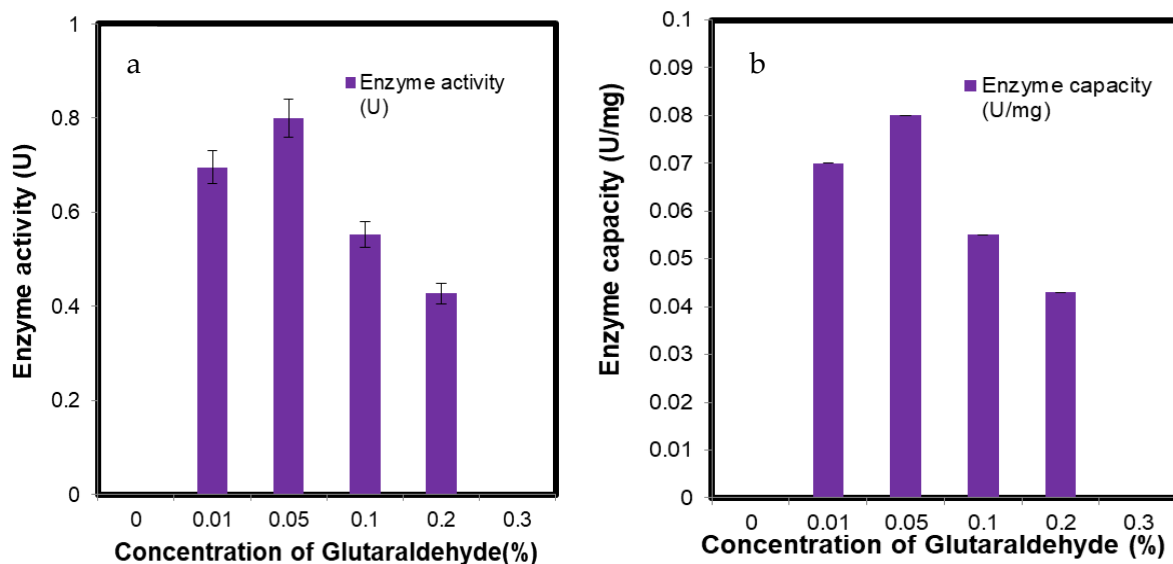 a
Enzyme activity
(U)
Enzyme activity (U)
1
0.8
0.6
0.4
0.2
0
0
0.01
0.05
0.1
0.2
0.3
Concentration of Glutaraldehyde(%)
b
Enzyme capacity
(U/mg)
Enzyme capacity (U/mg)
0.1
0.09
0.08
0.07
0.06
0.05
0.04
0.03
0.02
0.01
0
0
0.01
0.05
0.1
0.2
0.3
Concentration of Glutaraldehyde (%)